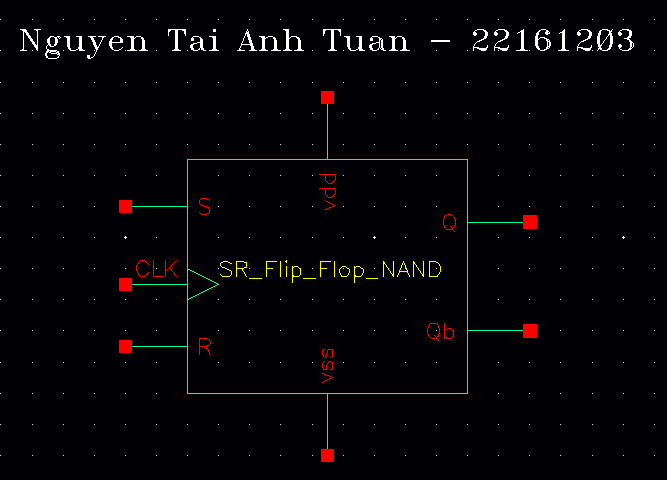 Nguyen Tai Anh Tuan - 22161203
vdd
S
Q
CLK
SR_Flip_Flop_NAND
Qb
R
vss